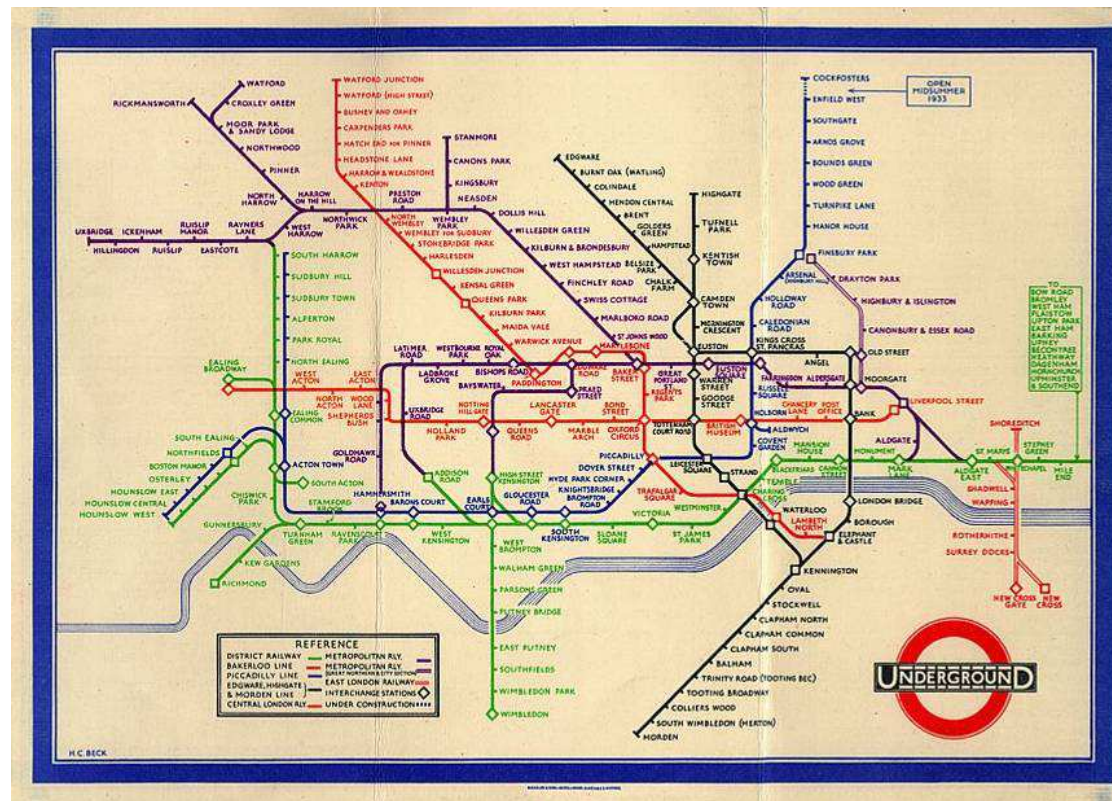 WATFORD
RICKMANSWORTH
CROXLEY GREEN
MOOR PARK
& SANDY LODGE
NORTHWOOD
PINNER
NORTH
HARROW
HARROW
ON THE HILL
NORTHWICK
PARK
PRESTON
ROAD
WEMBLEY
PARK
NEASDEN
KINGSBURY
CANONS PARK
STANMORE
DOLLIS HILL
WILLESDEN GREEN
KILBURN & BRONDESBURY
WEST HAMPSTEAD
FINCHLEY ROAD
SWISS COTTAGE
MARLBORO ROAD
ST JOHNS WOOD
UXBRIDGE
HILLINGDON
ICKENHAM
RUISLIP
RUISLIP
MANOR
EASTCOTE
RAYNERS
LANE
WEST
HARROW
WATFORD JUNCTION
WATFORD (HIGH STREET)
BUSHEY AND OXHEY
CARPENDERS PARK
HATCH END FOR PINNER
HEADSTONE LANE
HARROW & WEALDSTONE
KENTON
NORTH
WEMBLEY
WEMBLEY FOR SUDBURY
STONEBRIDGE PARK
HARLESDEN
WILLESDEN JUNCTION
KENSAL GREEN
QUEENS PARK
KILBURN PARK
MAIDA VALE
WARWICK AVENUE
PADDINGTON
EDGWARE
ROAD
MARYLEBONE
BAKER
STREET
REGENTS
PARK
EDGWARE
BURNT OAK (WATLING)
COLINDALE
HENDON CENTRAL
BRENT
GOLDERS
GREEN
HAMPSTEAD
BELSIZE
PARK
CHALK
FARM
HIGHGATE
TUFNELL
PARK
KENTISH
TOWN
CAMDEN
TOWN
MORNINGTON
CRESCENT
EUSTON
COCKFOSTERS
OPEN
MIDSUMMER
1933
ENFIELD WEST
SOUTHGATE
ARNOS GROVE
BOUNDS GREEN
WOOD GREEN
TURNPIKE LANE
MANOR HOUSE
FINSBURY PARK
ARSENAL
(HIGHBURY HILL)
HOLLOWAY
ROAD
CALEDONIAN
ROAD
KINGS CROSS
ST. PANCRAS
DRAYTON PARK
HIGHBURY & ISLINGTON
CANONBURY & ESSEX ROAD
OLD STREET
MOORGATE
ANGEL
FARRINGDON
ALDERSGATE
TO
BOW ROAD
BROMLEY
WEST HAM
PLAISTOW
UPTON PARK
EAST HAM
BARKING
UPNEY
BECONTREE
HEATHWAY
DAGENHAM
HORNCHURCH
UPMINSTER
& SOUTHEND
SOUTH HARROW
SUDBURY HILL
SUDBURY TOWN
ALPERTON
PARK ROYAL
NORTH EALING
EALING
BROADWAY
WEST
ACTON
NORTH
ACTON
EAST
ACTON
WOOD
LANE
SHEPHERDS
BUSH
LATIMER
ROAD
LADBROKE
GROVE
WESTBOURNE
PARK
ROYAL
OAK
BISHOPS ROAD
BAYSWATER
PRAED
STREET
UXBRIDGE
ROAD
HOLLAND
PARK
NOTTING
HILL GATE
QUEENS
ROAD
LANCASTER
GATE
MARBLE
ARCH
BOND
STREET
OXFORD
CIRCUS
GREAT
PORTLAND
ST.
EUSTON
SQUARE
WARREN
STREET
GOODGE
STREET
TOTTENHAM
COURT ROAD
RUSSELL
SQUARE
HOLBORN
BRITISH
MUSEUM
CHANCERY
LANE
POST
OFFICE
BANK
LIVERPOOL STREET
ALDWYCH
COVENT
GARDEN
LEICESTER
SQUARE
PICCADILLY
DOVER STREET
HYDE PARK CORNER
KNIGHTSBRIDGE
BROMPTON
ROAD
STRAND
TRAFALGAR
SQUARE
CHARING
CROSS
TEMPLE
BLACKFRIARS
MANSION
HOUSE
CANNON
STREET
MONUMENT
MARK
LANE
ALDGATE
ALDGATE
EAST
ST. MARYS
WHITECHAPEL
STEPNEY
GREEN
MILE
END
SHOREDITCH
SHADWELL
WAPPING
ROTHERHITHE
SURREY DOCKS
NEW CROSS
GATE
NEW
CROSS
EALING
COMMON
SOUTH EALING
NORTHFIELDS
BOSTON MANOR
OSTERLEY
HOUNSLOW EAST
HOUNSLOW CENTRAL
HOUNSLOW WEST
ACTON TOWN
SOUTH ACTON
CHISWICK
PARK
GUNNERSBURY
KEW GARDENS
RICHMOND
TURNHAM
GREEN
STAMFORD
BROOK
RAVENSCOURT
PARK
GOLDHAWK
ROAD
HAMMERSMITH
BARONS COURT
WEST
KENSINGTON
ADDISON
ROAD
EARLS
COURT
HIGH STREET
KENSINGTON
GLOUCESTER
ROAD
SOUTH
KENSINGTON
SLOANE
SQUARE
VICTORIA
ST. JAMES
PARK
WESTMINSTER
WATERLOO
LAMBETH
NORTH
LONDON BRIDGE
BOROUGH
ELEPHANT
& CASTLE
KENNINGTON
OVAL
STOCKWELL
CLAPHAM NORTH
CLAPHAM COMMON
CLAPHAM SOUTH
BALHAM
TRINITY ROAD (TOOTING BEC)
TOOTING BROADWAY
COLLIERS WOOD
SOUTH WIMBLEDON (MERTON)
MORDEN
WEST
BROMPTON
WALHAM GREEN
PARSONS GREEN
PUTNEY BRIDGE
EAST PUTNEY
SOUTHFIELDS
WIMBLEDON PARK
WIMBLEDON
REFERENCE
DISTRICT RAILWAY
BAKERLOO LINE
PICCADILLY LINE
EDGWARE, HIGHGATE
& MORDEN LINE
CENTRAL LONDON RLY.
METROPOLITAN RLY.
METROPOLITAN RLY.
(GREAT NORTHERN & CITY SECTION)
EAST LONDON RAILWAY
INTERCHANGE STATIONS
UNDER CONSTRUCTION
UNDERGROUND
H.C. BECK